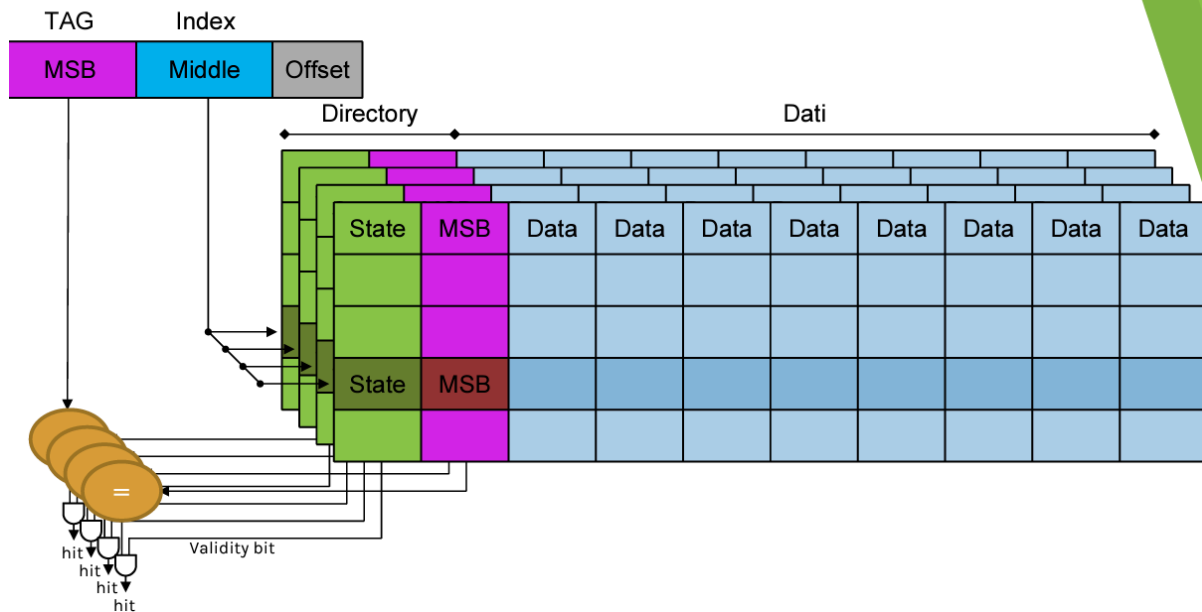 TAG Index
MSB Middle Offset
Directory Dati
State MSB Data Data Data Data Data Data Data Data
State MSB
=
Validity bit
hit
hit
hit
hit